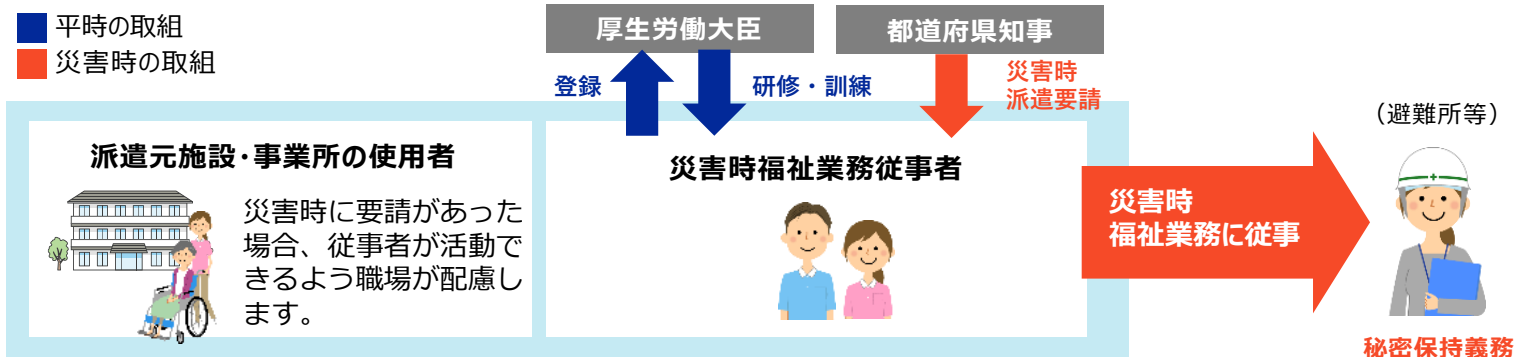 平時の取組
災害時の取組
厚生労働大臣
都道府県知事
登録
研修・訓練
災害時
派遣要請
派遣元施設・事業所の使用者
災害時に要請があった
場合、従事者が活動で
きるよう職場が配慮し
ます。
災害時福祉業務従事者
災害時
福祉業務に従事
（避難所等）
秘密保持義務